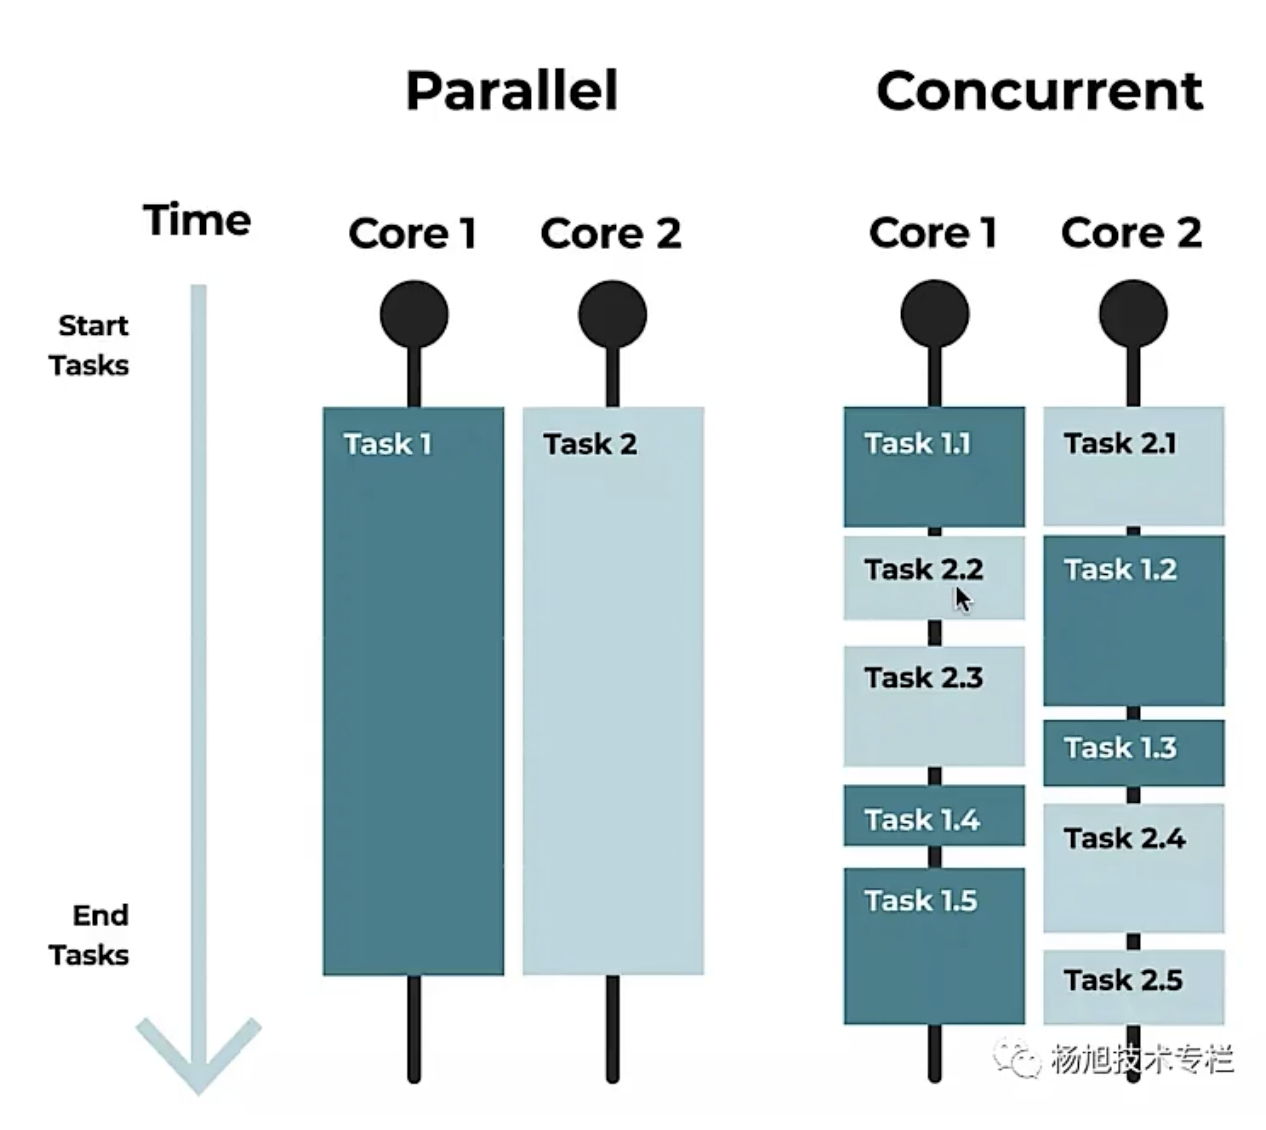 Parallel
Concurrent
Time
Core 1
Core 2
Core 1
Core 2
Start
Tasks
Task 1
Task 2
Task 1.1
Task 2.1
Task 2.2
Task 1.2
Task 2.3
Task 1.3
Task 1.4
Task 2.4
Task 1.5
End
Tasks
Task 2.5
杨旭技术专栏